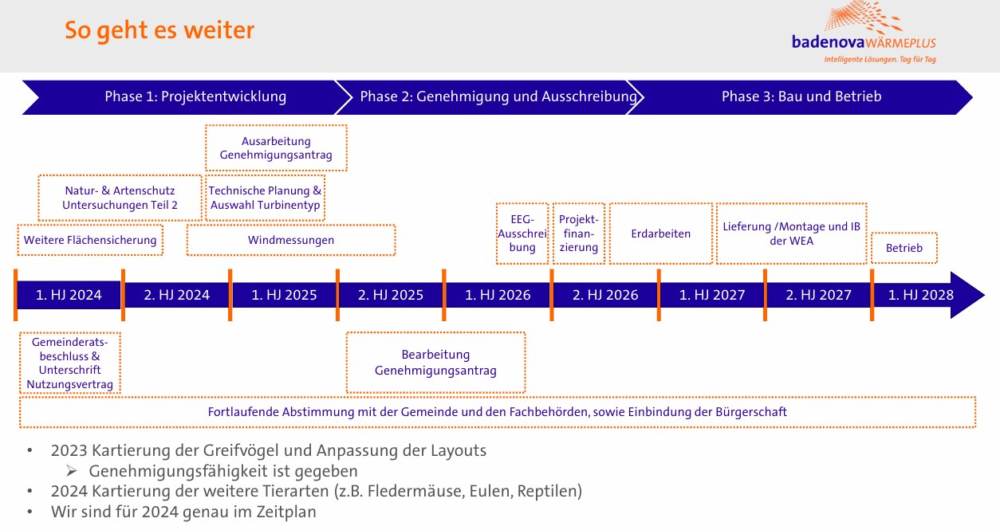 So geht es weiter
badenovaWÄRMEPLUS
Intelligente Lösungen. Tag für Tag
Phase 1: Projektentwicklung
Phase 2: Genehmigung und Ausschreibung
Phase 3: Bau und Betrieb
Ausarbeitung
Genehmigungsantrag
Natur- & Artenschutz
Untersuchungen Teil 2
Technische Planung &
Auswahl Turbinentyp
Weitere Flächensicherung
Windmessungen
EEG-
Ausschrei
bung
Projekt-
finan-
zierung
Erdarbeiten
Lieferung /Montage und IB
der WEA
Betrieb
1. HJ 2024
2. HJ 2024
1. HJ 2025
2. HJ 2025
1. HJ 2026
2. HJ 2026
1. HJ 2027
2. HJ 2027
1. HJ 2028
Gemeinderats-
beschluss &
Unterschrift
Nutzungsvertrag
Bearbeitung
Genehmigungsantrag
Fortlaufende Abstimmung mit der Gemeinde und den Fachbehörden, sowie Einbindung der Bürgerschaft
• 2023 Kartierung der Greifvögel und Anpassung der Layouts
➢ Genehmigungsfähigkeit ist gegeben
• 2024 Kartierung der weitere Tierarten (z.B. Fledermäuse, Eulen, Reptilen)
• Wir sind für 2024 genau im Zeitplan